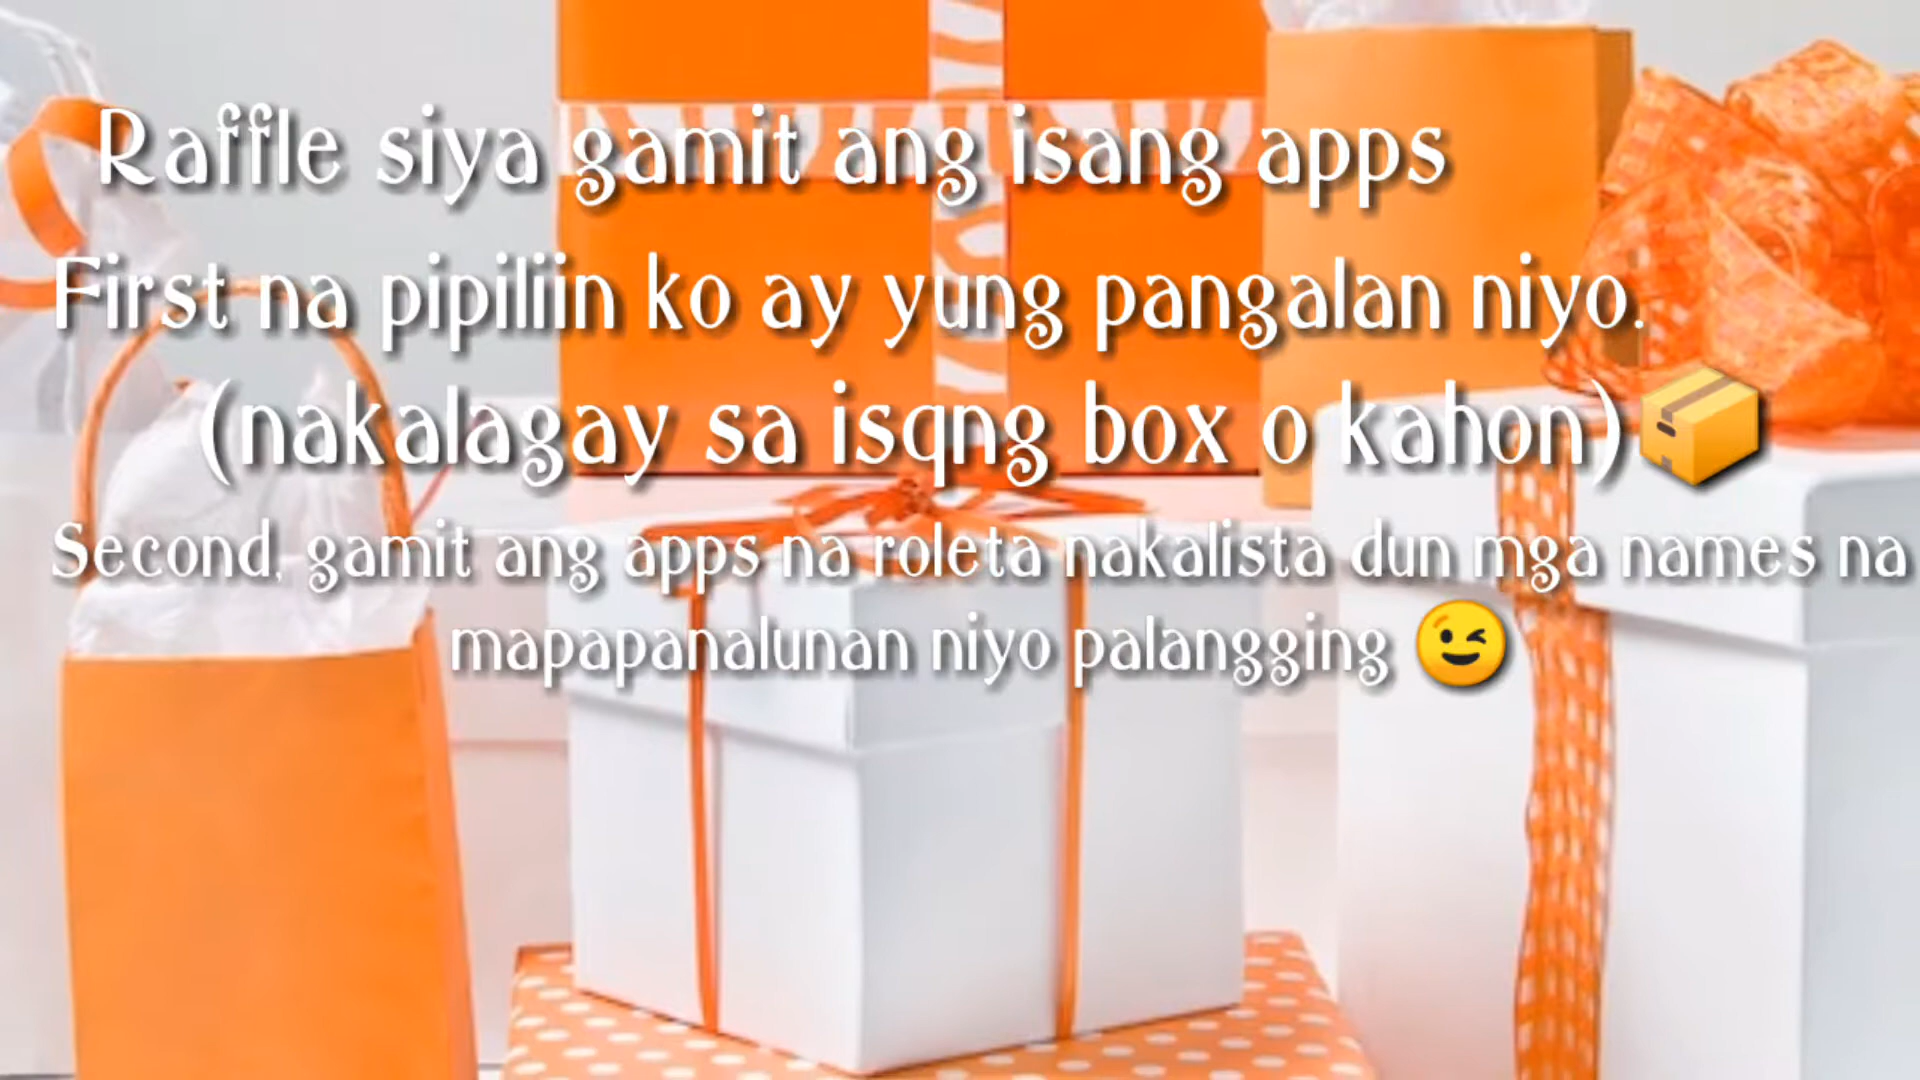 Raffle siya gamit ang isang apps
First na pipiliin ko ay yung pangalan niyo.
(nakalagay sa isqng box o kahon)📦
Second, gamit ang apps na roleta nakalista dun mga names na
mapapanalunan niyo palangging 😉